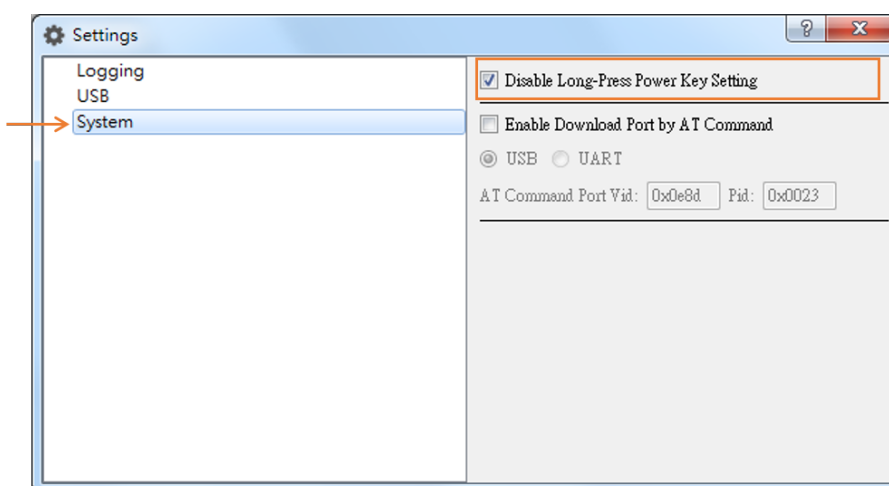 Settings
Logging
USB
System
Disable Long-Press Power Key Setting
Enable Download Port by AT Command
USB UART
AT Command Port Vid: 0x0e8d Pid: 0x0023